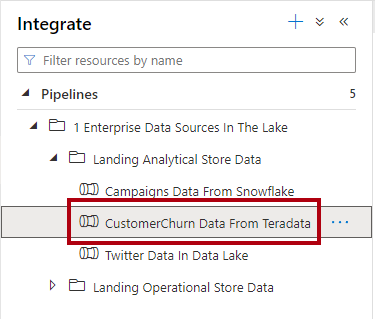 Integrate
Filter resources by name
Pipelines 5
1 Enterprise Data Sources In The Lake
Landing Analytical Store Data
Campaigns Data From Snowflake
CustomerChurn Data From Teradata
Twitter Data In Data Lake
Landing Operational Store Data